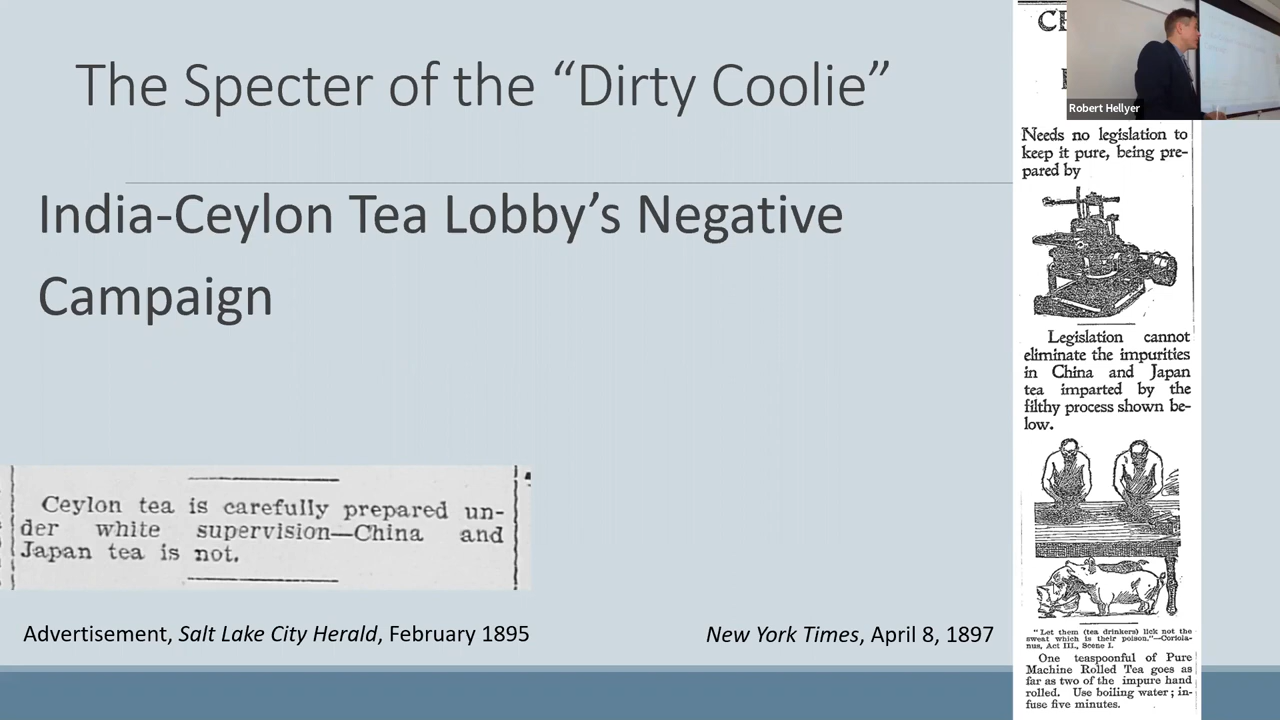 The Specter of the “Dirty Coolie”
India-Ceylon Tea Lobby’s Negative
Campaign
Ceylon tea is carefully prepared un-
der white supervision—China and
Japan tea is not.
Advertisement, Salt Lake City Herald, February 1895
New York Times, April 8, 1897
Robert Hellyer
Needs no legislation to
keep it pure, being pre-
pared by
Legislation cannot
eliminate the impurities
in China and Japan
tea imparted by the
filthy process shown be-
low.
"Let them (tea drinkers) lick not the
sweat which is their poison."—Coriola-
nus, Act III., Scene 1.
One teaspoonful of Pure
Machine Rolled Tea goes as
far as two of the impure hand
rolled. Use boiling water; in-
fuse five minutes.